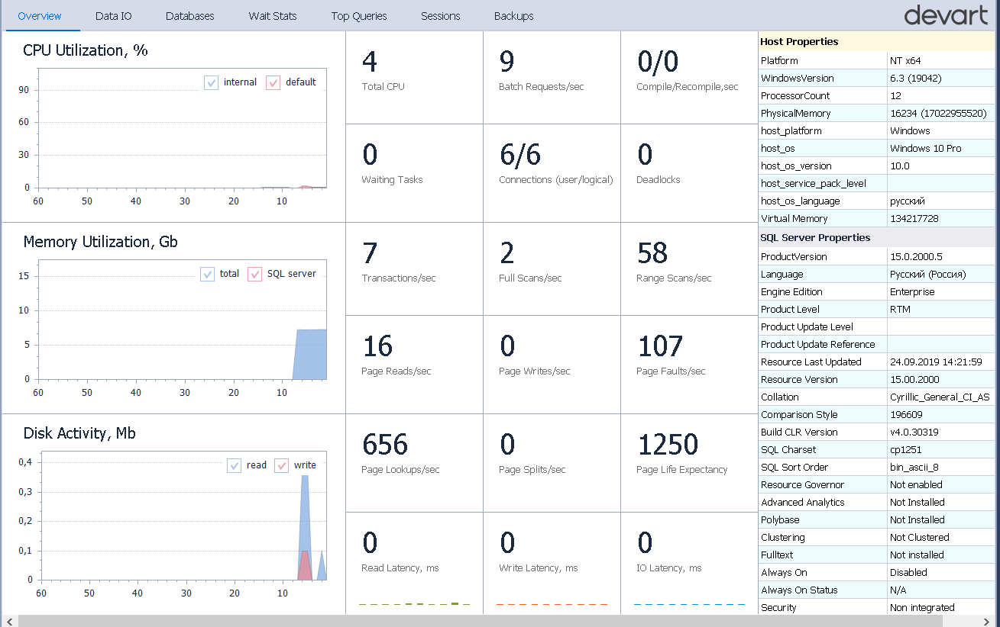 Overview Data IO Databases Wait Stats Top Queries Sessions Backups devart
CPU Utilization, %
internal default
90
60
30
0
60 50 40 30 20 10
Memory Utilization, Gb
total SQL server
15
10
5
0
60 50 40 30 20 10
Disk Activity, Mb
read write
0,4
0,3
0,2
0,1
0
60 50 40 30 20 10
4 9 0/0
Total CPU Batch Requests/sec Compile/Recompile,sec
0 6/6 0
Waiting Tasks Connections (user/logical) Deadlocks
7 2 58
Transactions/sec Full Scans/sec Range Scans/sec
16 0 107
Page Reads/sec Page Writes/sec Page Faults/sec
656 0 1250
Page Lookups/sec Page Splits/sec Page Life Expectancy
0 0 0
Read Latency, ms Write Latency, ms IO Latency, ms
Host Properties
Platform NT x64
WindowsVersion 6.3 (19042)
ProcessorCount 12
PhysicalMemory 16234 (17022955520)
host_platform Windows
host_os Windows 10 Pro
host_os_version 10.0
host_service_pack_level
host_os_language русский
Virtual Memory 134217728
SQL Server Properties
ProductVersion 15.0.2000.5
Language Русский (Россия)
Engine Edition Enterprise
Product Level RTM
Product Update Level
Product Update Reference
Resource Last Updated 24.09.2019 14:21:59
Resource Version 15.00.2000
Collation Cyrillic_General_CI_AS
Comparison Style 196609
Build CLR Version v4.0.30319
SQL Charset cp1251
SQL Sort Order bin_ascii_8
Resource Governor Not enabled
Advanced Analytics Not Installed
Polybase Not Installed
Clustering Not Clustered
Fulltext Not installed
Always On Disabled
Always On Status N/A
Security Non integrated